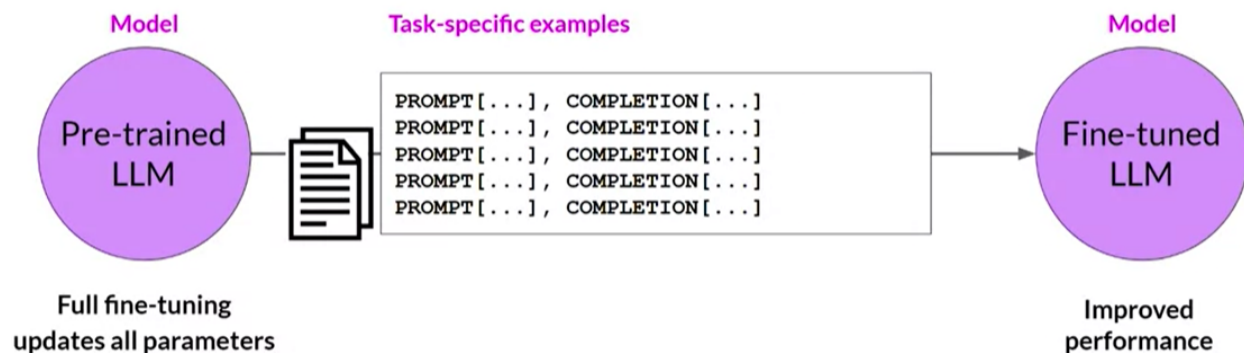 Model
Task-specific examples
Model
Pre-trained
LLM
PROMPT[...], COMPLETION[...]
PROMPT[...], COMPLETION[...]
PROMPT[...], COMPLETION[...]
PROMPT[...], COMPLETION[...]
PROMPT[...], COMPLETION[...]
Fine-tuned
LLM
Full fine-tuning
updates all parameters
Improved
performance